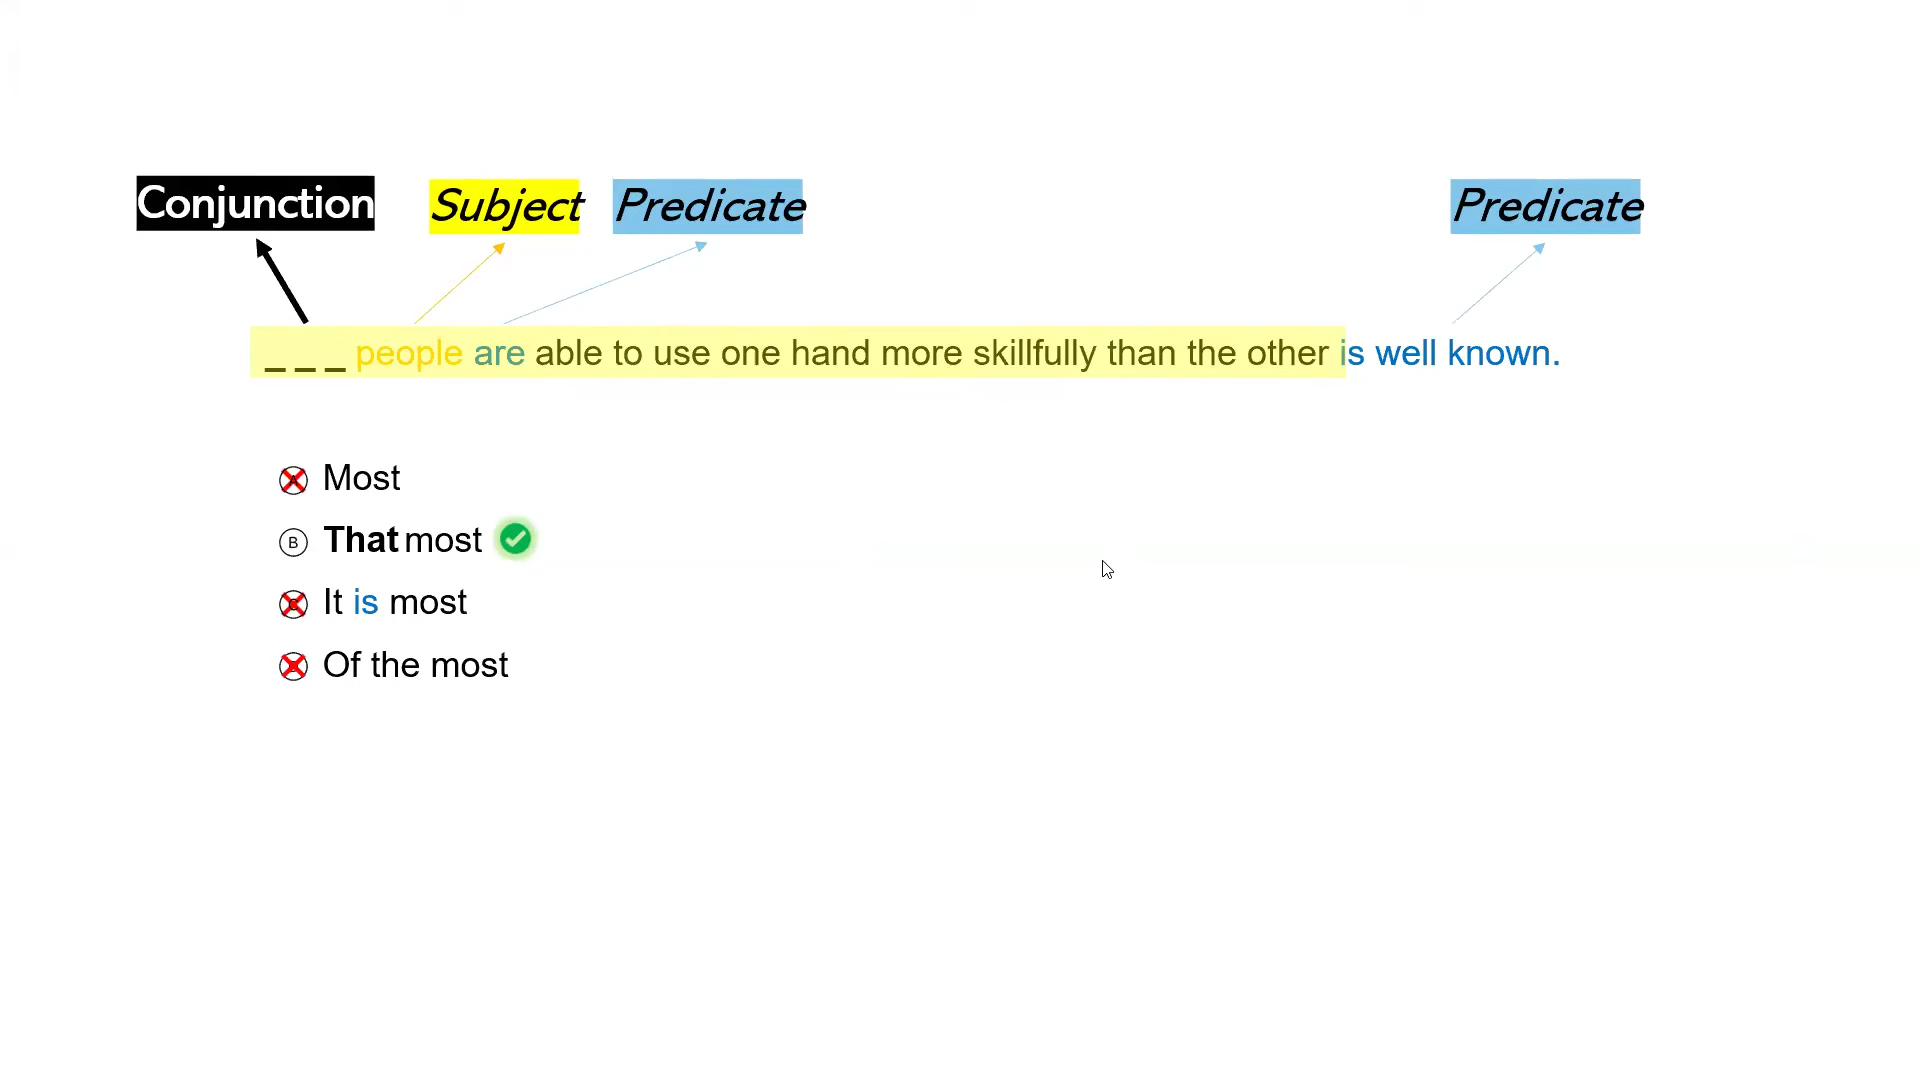 Conjunction Subject Predicate Predicate
_ _ _ people are able to use one hand more skillfully than the other is well known.
Most
B That most
It is most
Of the most